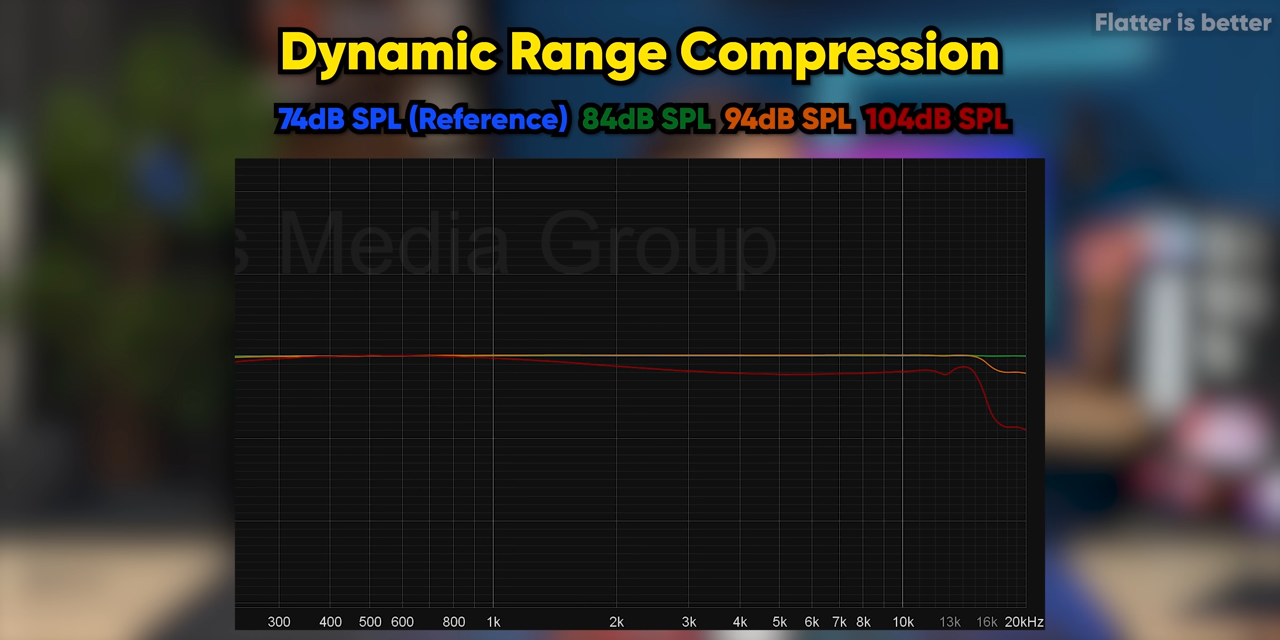 Flatter is better
Dynamic Range Compression
74dB SPL (Reference) 84dB SPL 94dB SPL 104dB SPL
s Media Group
300 400 500 600 800 1k 2k 3k 4k 5k 6k 7k 8k 10k 13k 16k 20kHz